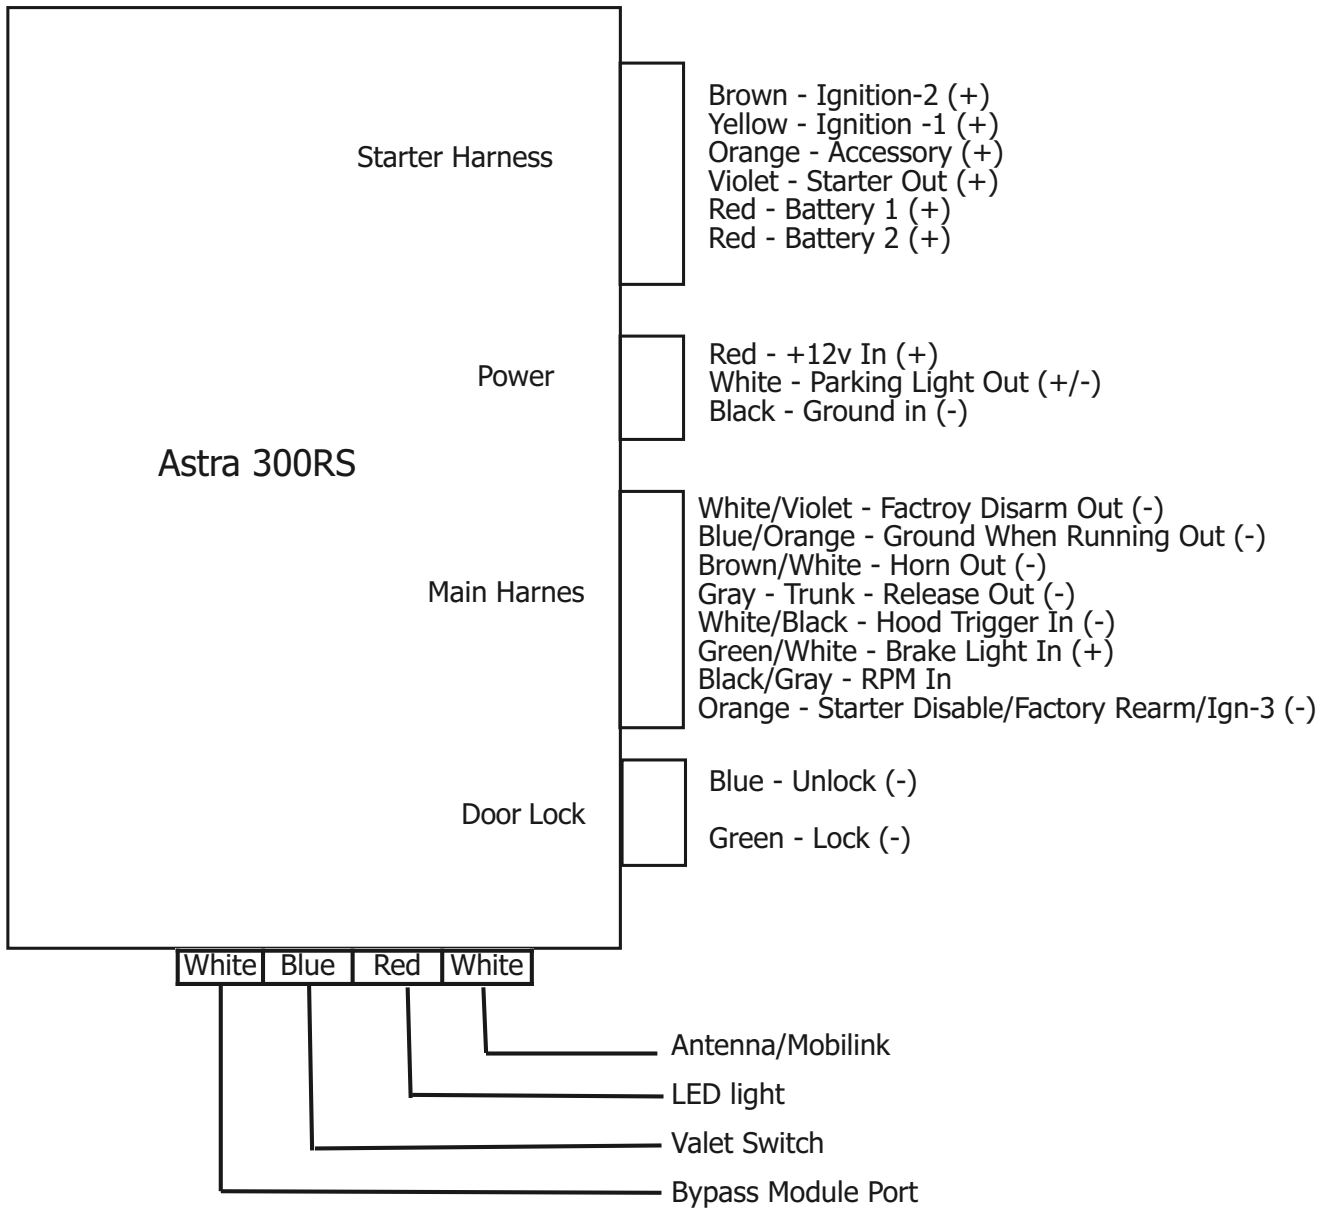 Starter Harness
Brown - Ignition-2 (+)
Yellow - Ignition -1 (+)
Orange - Accessory (+)
Violet - Starter Out (+)
Red - Battery 1 (+)
Red - Battery 2 (+)
Power
Red - +12v In (+)
White - Parking Light Out (+/-)
Black - Ground in (-)
Astra 300RS
Main Harnes
White/Violet - Factroy Disarm Out (-)
Blue/Orange - Ground When Running Out (-)
Brown/White - Horn Out (-)
Gray - Trunk - Release Out (-)
White/Black - Hood Trigger In (-)
Green/White - Brake Light In (+)
Black/Gray - RPM In
Orange - Starter Disable/Factory Rearm/Ign-3 (-)
Door Lock
Blue - Unlock (-)
Green - Lock (-)
White Blue Red White
Antenna/Mobilink
LED light
Valet Switch
Bypass Module Port